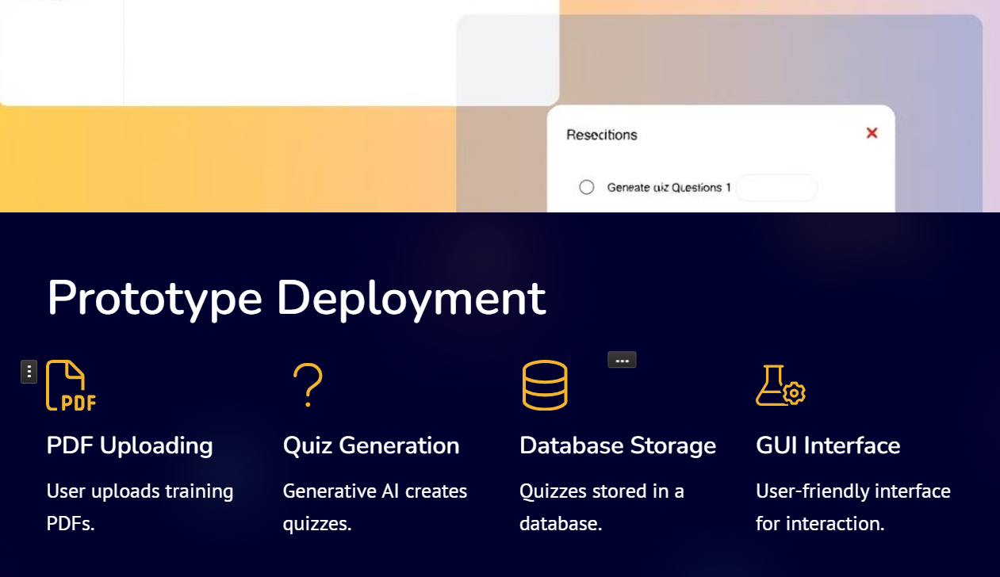 Resecitions
Geneate uiz Questions 1
Prototype Deployment
PDF
PDF Uploading
User uploads training
PDFs.
Quiz Generation
Generative AI creates
quizzes.
Database Storage
Quizzes stored in a
database.
GUI Interface
User-friendly interface
for interaction.